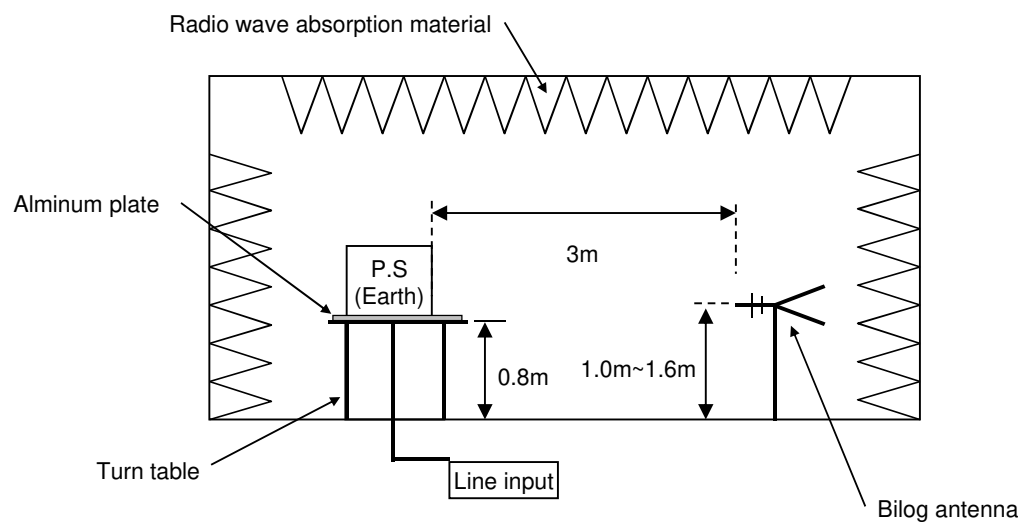 Radio wave absorption material
Alminum plate
3m
P.S
(Earth)
0.8m
1.0m~1.6m
Turn table
Line input
Bilog antenna